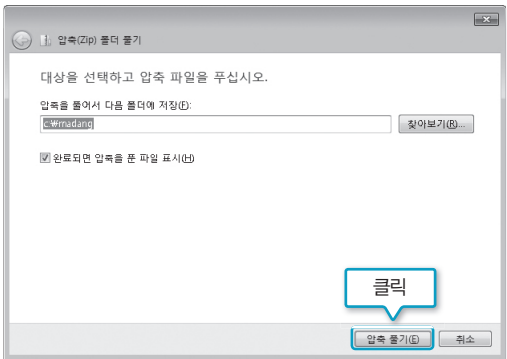 압축(Zip) 폴더 풀기
대상을 선택하고 압축 파일을 푸십시오.
압축을 풀어서 다음 폴더에 저장(F):
c:₩madang
찾아보기(R)...
완료되면 압축을 푼 파일 표시(H)
클릭
압축 풀기(E)
취소